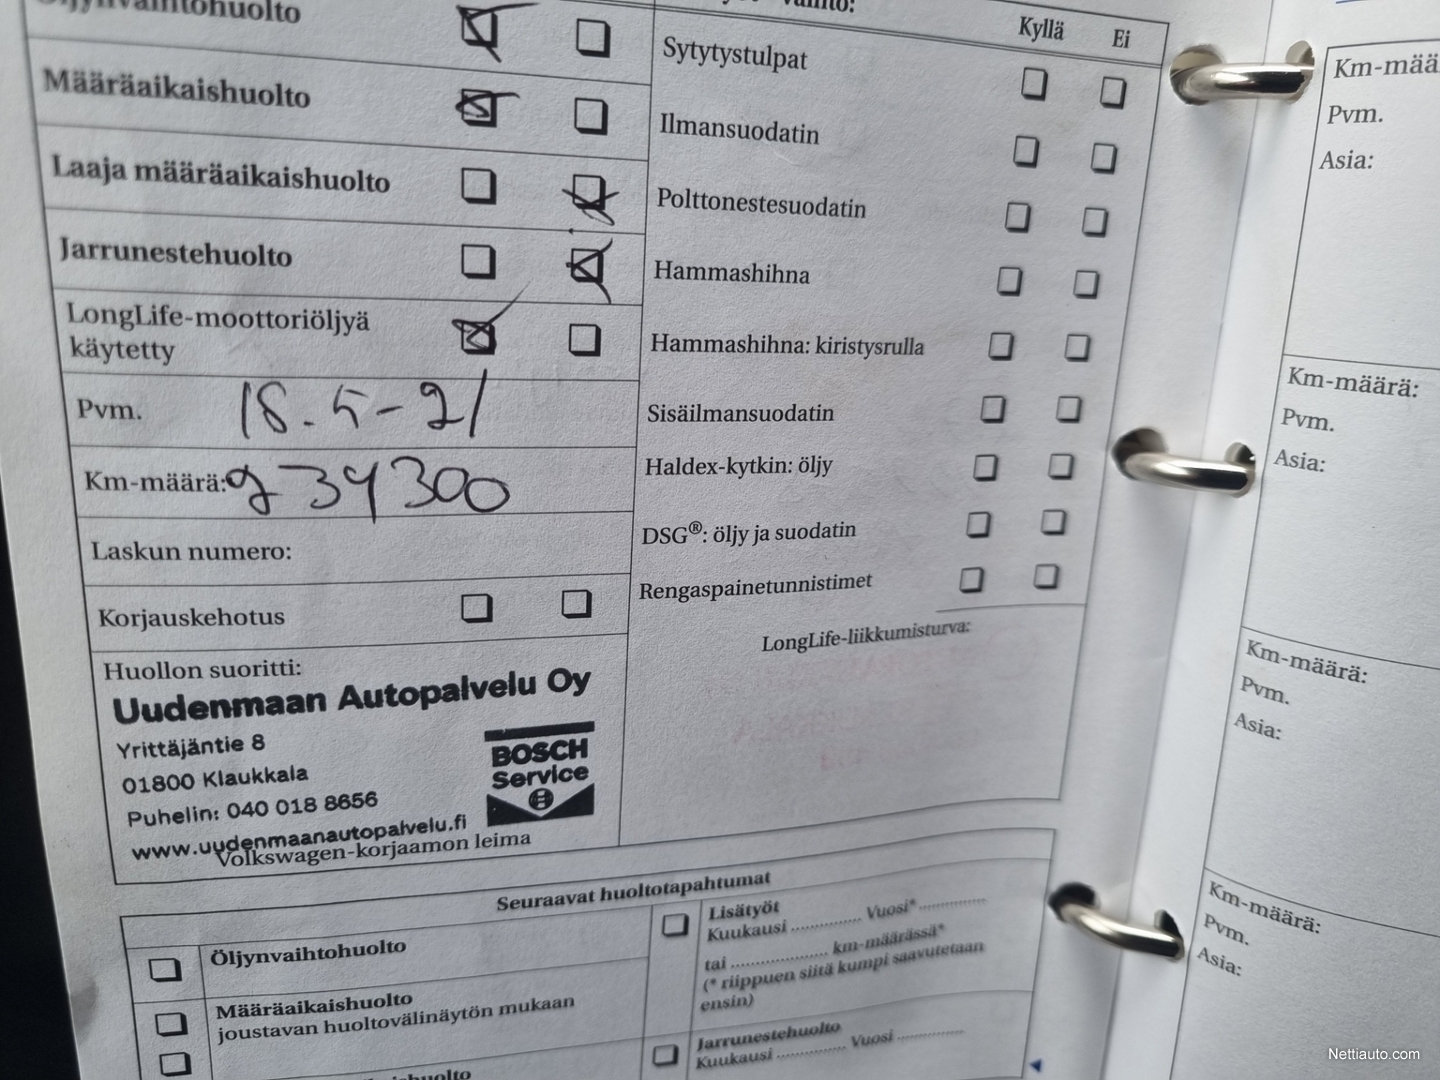 Öljynvaihtohuolto
Määräaikaishuolto
Laaja määräaikaishuolto
Jarrunestehuolto
LongLife-moottoriöljyä
käytetty
Pvm. 18.5-21
Km-määrä: 234300
Laskun numero:
Korjauskehotus
Huollon suoritti:
Uudenmaan Autopalvelu Oy
Yrittäjäntie 8
01800 Klaukkala
Puhelin: 040 018 8656
www.uudenmaanautopalvelu.fi
BOSCH
Service
Volkswagen-korjaamon leima
Kyllä Ei
Sytytystulpat
Ilmansuodatin
Polttonestesuodatin
Hammashihna
Hammashihna: kiristysrulla
Sisäilmansuodatin
Haldex-kytkin: öljy
DSG®: öljy ja suodatin
Rengaspainetunnistimet
LongLife-liikkumisturva:
Seuraavat huoltotapahtumat
Öljynvaihtohuolto
Määräaikaishuolto
joustavan huoltovälinäytön mukaan
Lisätyöt
Kuukausi .............. Vuosi* ..............
tai .................... km-määrässä*
(* riippuen siitä kumpi saavutetaan
ensin)
Jarrunestehuolto
Kuukausi .............. Vuosi ..............
Pvm.
Asia:
Km-määrä:
Pvm.
Asia:
Km-määrä:
Pvm.
Asia:
Km-määrä:
Pvm.
Asia:
Nettiauto.com